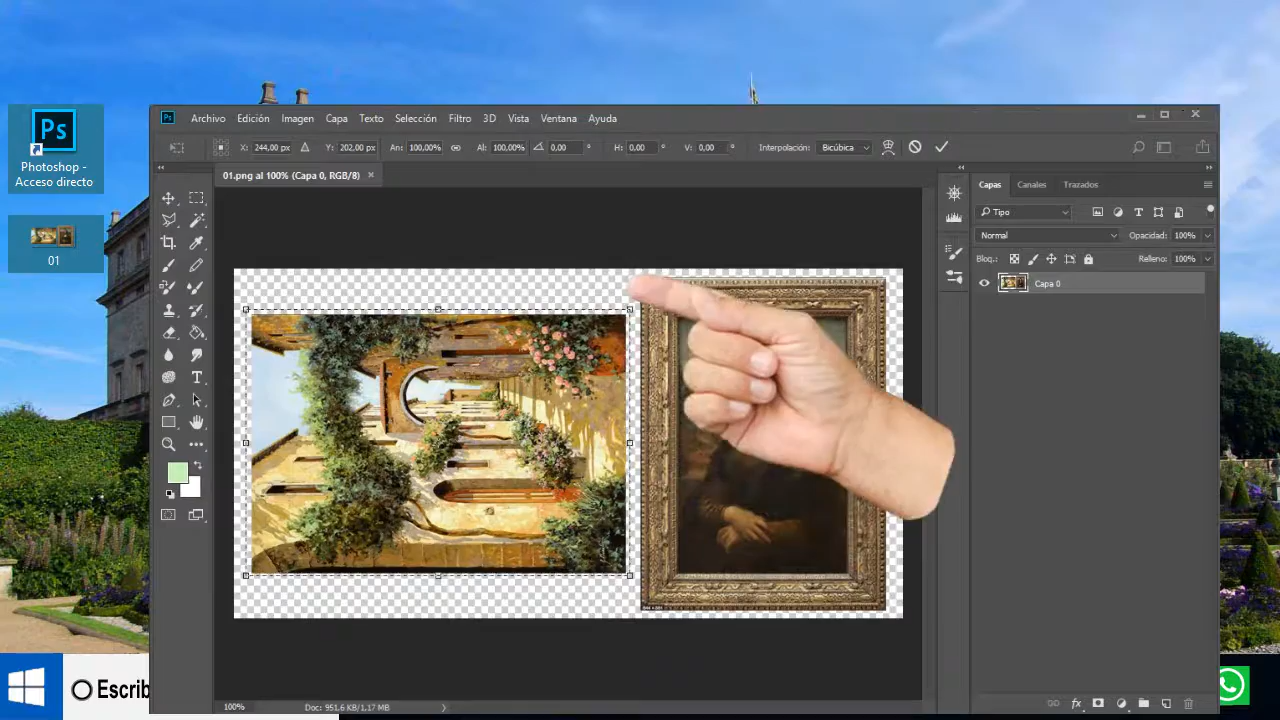 Ps
Photoshop -
Acceso directo
01
Ps Archivo Edición Imagen Capa Texto Selección Filtro 3D Vista Ventana Ayuda
X: 244,00 px Y: 202,00 px An: 100,00% Al: 100,00% 0,00 ° H: 0,00 ° V: 0,00 ° Interpolación: Bicúbica
01.png al 100% (Capa 0, RGB/8) ×
Capas Canales Trazados
Tipo
Normal Opacidad: 100%
Bloq.: Relleno: 100%
Capa 0
100% Doc: 951,6 KB/1,17 MB
Escrib